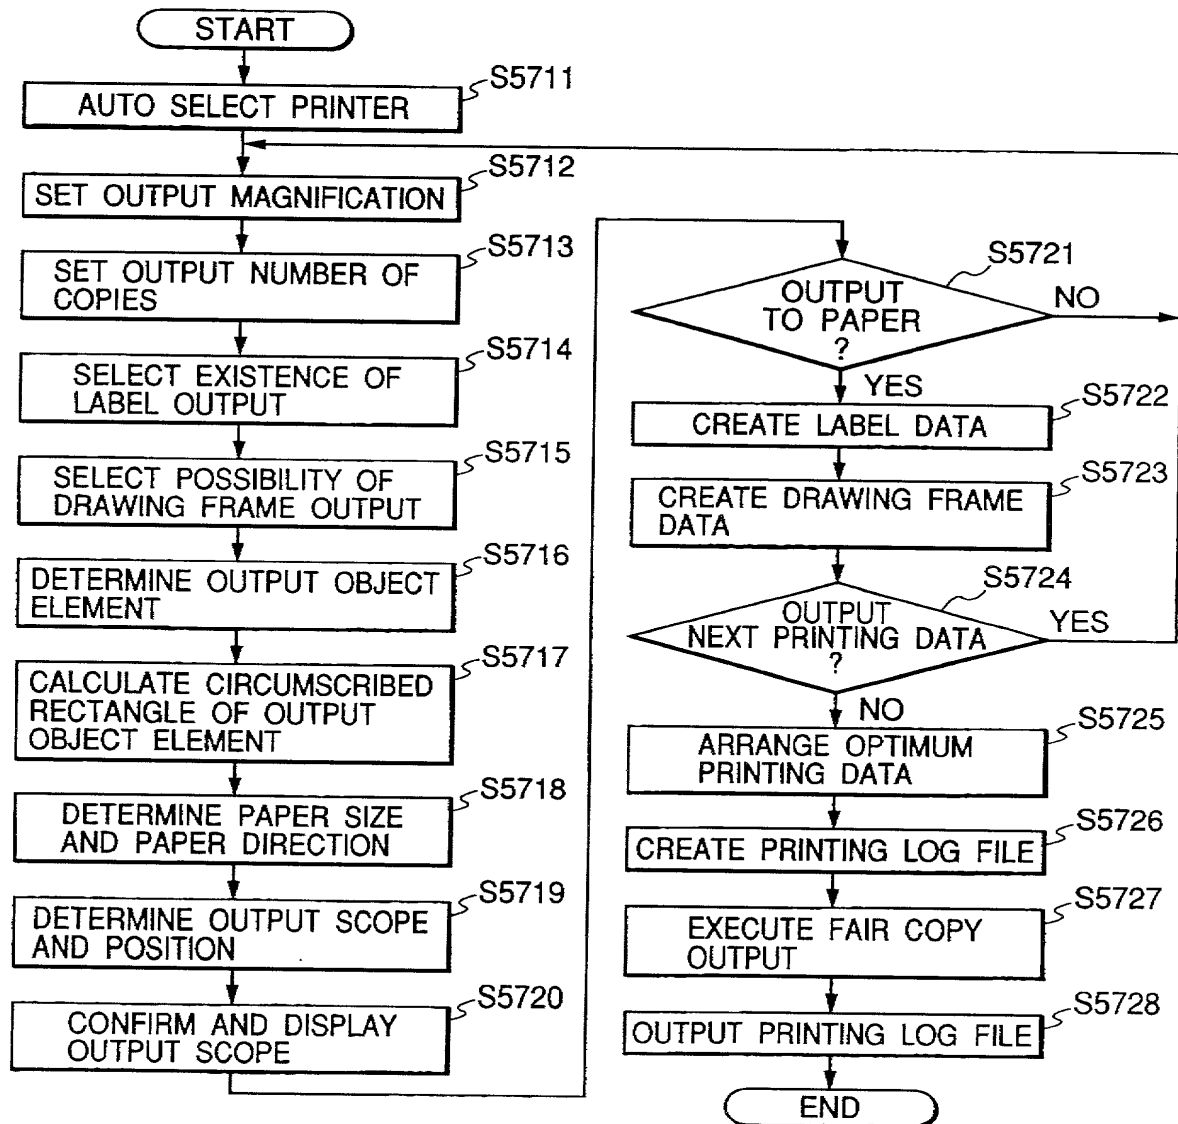 START
S5711
AUTO SELECT PRINTER
S5712
SET OUTPUT MAGNIFICATION
S5713
SET OUTPUT NUMBER OF
COPIES
S5714
SELECT EXISTENCE OF
LABEL OUTPUT
S5715
SELECT POSSIBILITY OF
DRAWING FRAME OUTPUT
S5716
DETERMINE OUTPUT OBJECT
ELEMENT
S5717
CALCULATE CIRCUMSCRIBED
RECTANGLE OF OUTPUT
OBJECT ELEMENT
S5718
DETERMINE PAPER SIZE
AND PAPER DIRECTION
S5719
DETERMINE OUTPUT SCOPE
AND POSITION
S5720
CONFIRM AND DISPLAY
OUTPUT SCOPE
S5721
OUTPUT
TO PAPER
?
NO
YES
S5722
CREATE LABEL DATA
S5723
CREATE DRAWING FRAME
DATA
S5724
OUTPUT
NEXT PRINTING DATA
?
YES
NO
S5725
ARRANGE OPTIMUM
PRINTING DATA
S5726
CREATE PRINTING LOG FILE
S5727
EXECUTE FAIR COPY
OUTPUT
S5728
OUTPUT PRINTING LOG FILE
END